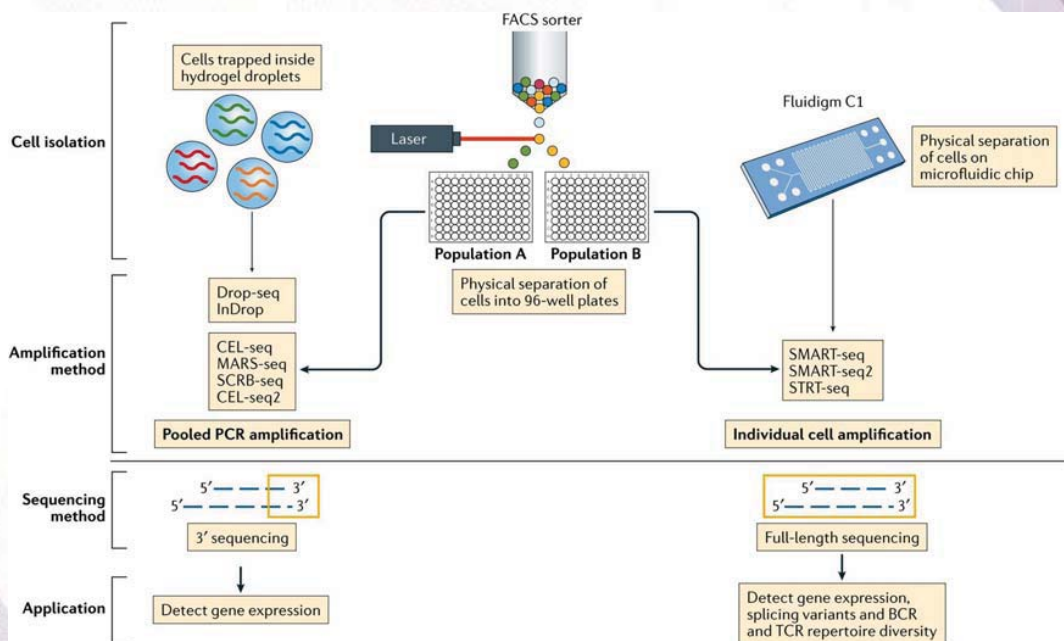 FACS sorter
Cells trapped inside
hydrogel droplets
Fluidigm C1
Cell isolation
Laser
Physical separation
of cells on
microfluidic chip
Population A
Population B
Physical separation of
cells into 96-well plates
Drop-seq
InDrop
Amplification
method
CEL-seq
MARS-seq
SCRB-seq
CEL-seq2
SMART-seq
SMART-seq2
STRT-seq
Pooled PCR amplification
Individual cell amplification
Sequencing
method
5′ 3′
5′ 3′
3′ sequencing
5′ 3′
5′ 3′
Full-length sequencing
Application
Detect gene expression
Detect gene expression,
splicing variants and BCR
and TCR repertoire diversity